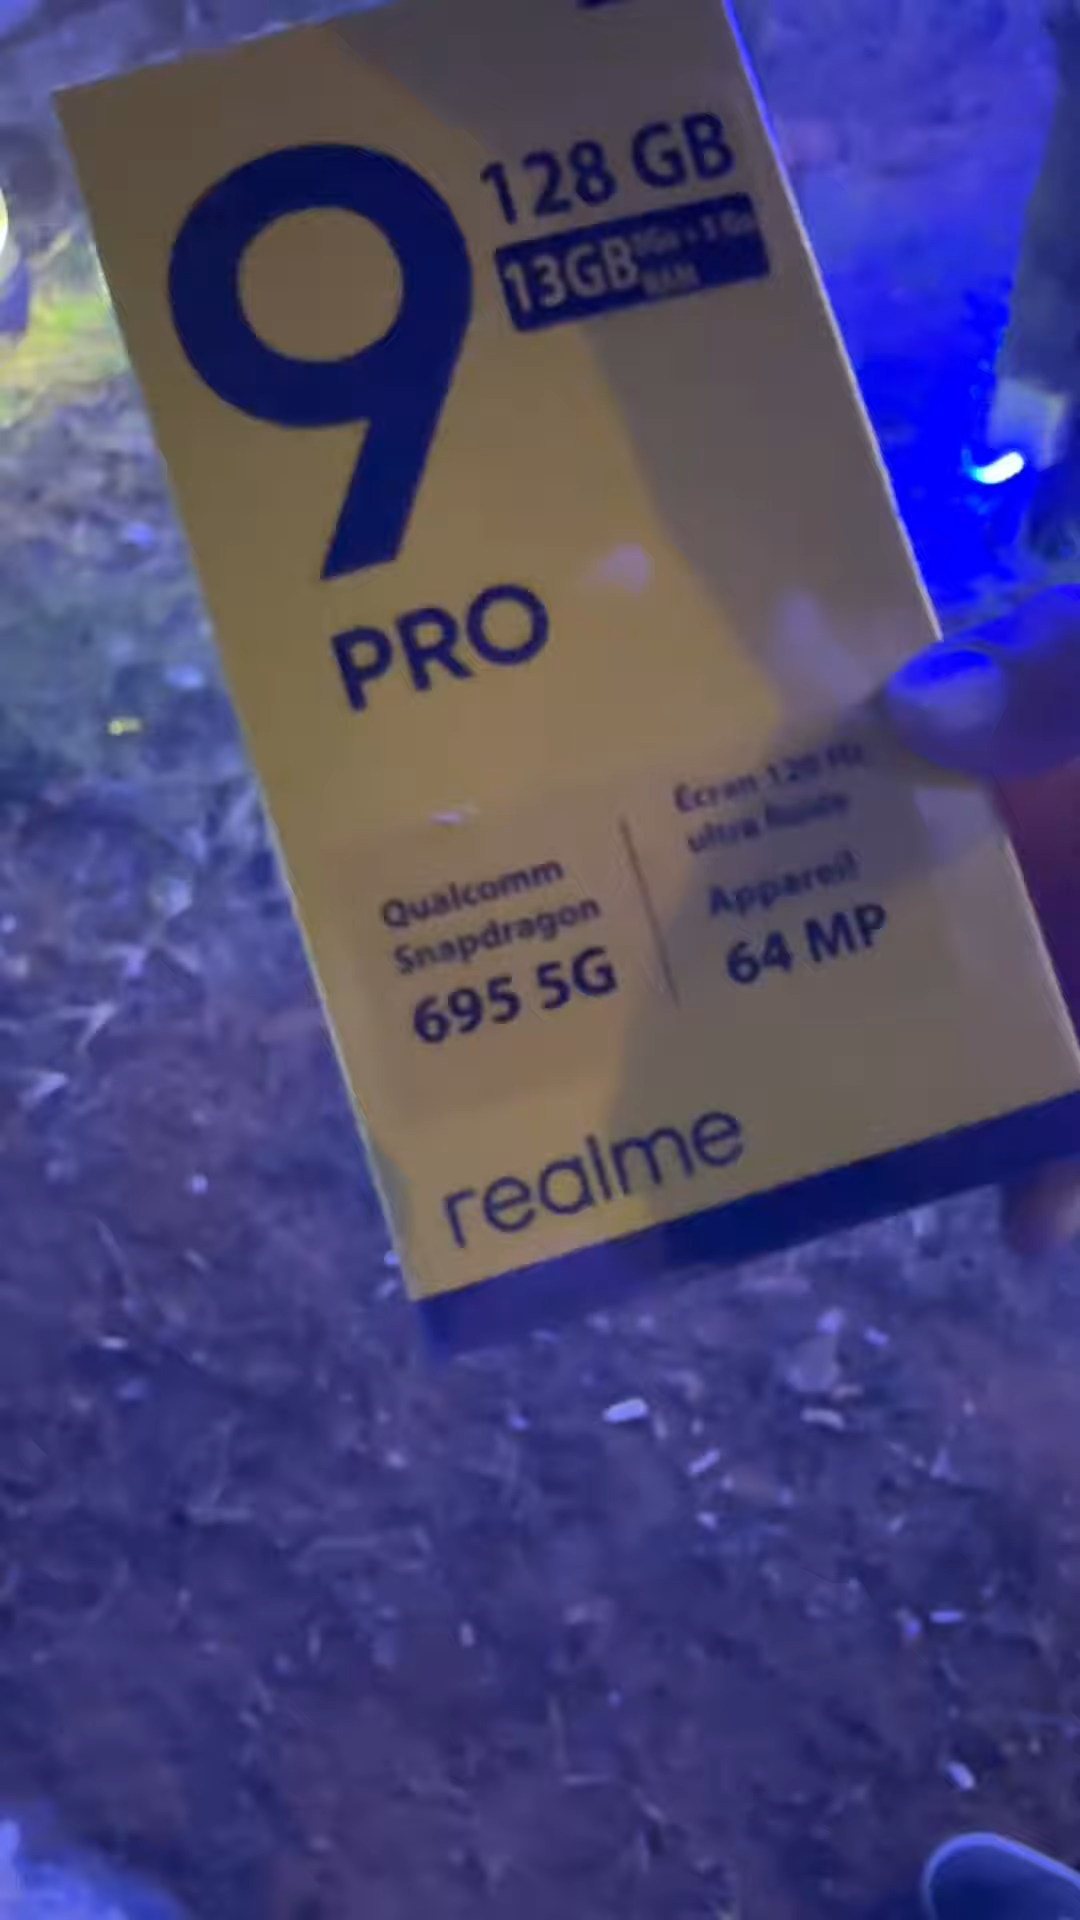 9
128 GB
13GB
RAM
PRO
Qualcomm
Snapdragon
695 5G
Écran 120 Hz
ultra fluide
Appareil
64 MP
realme